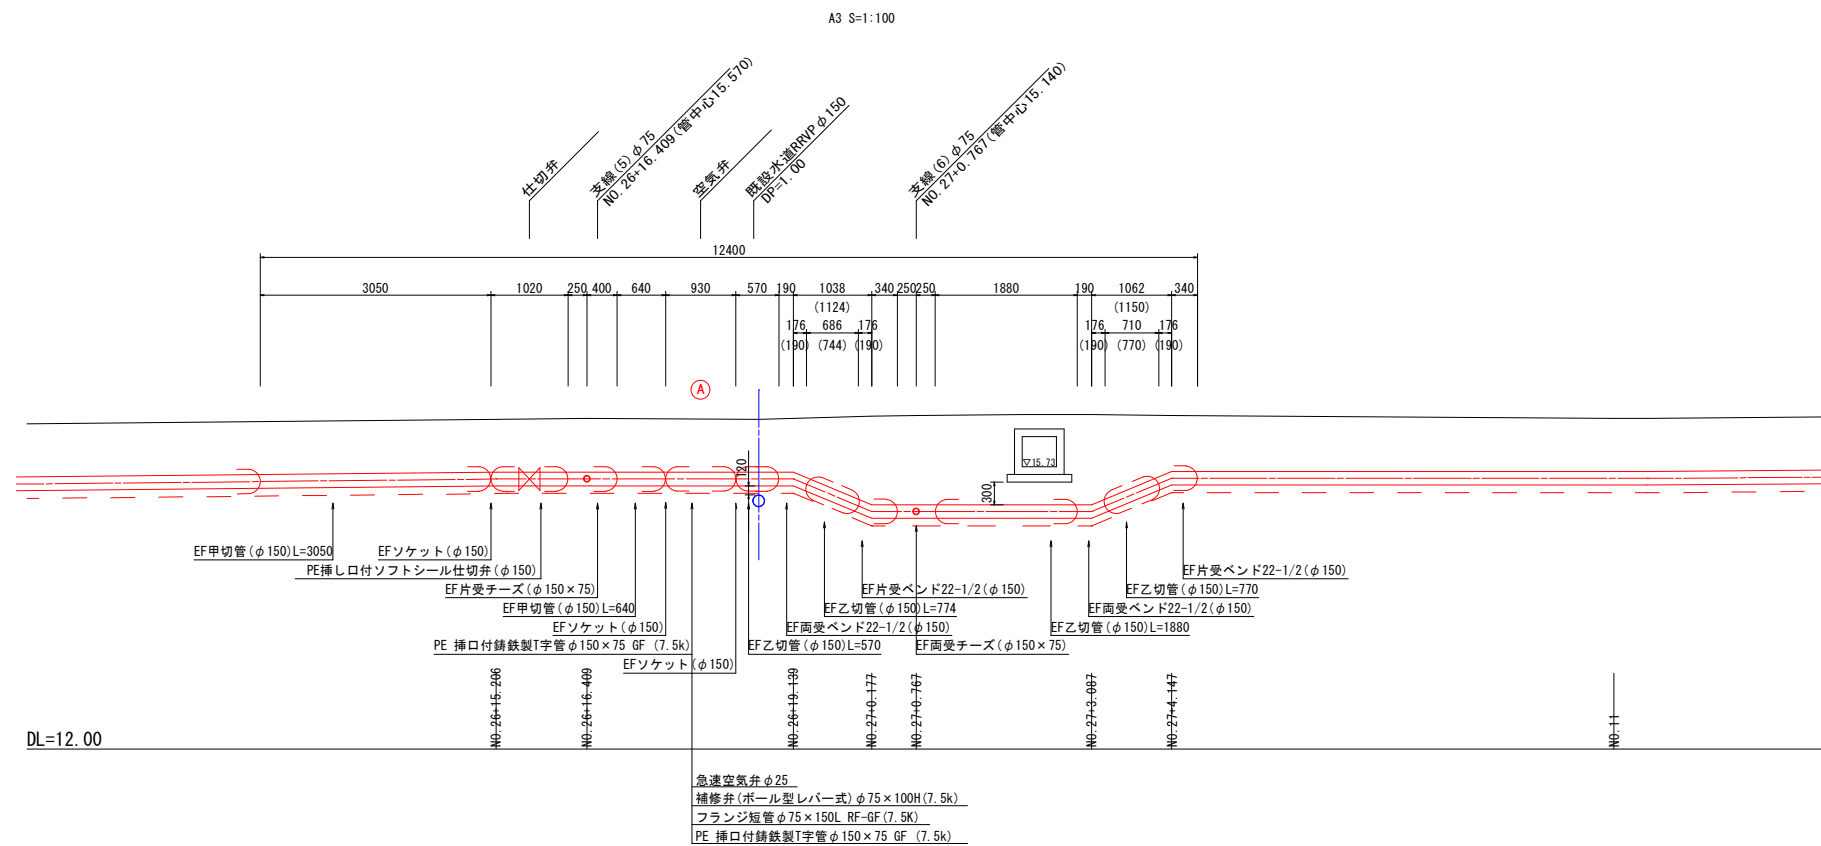 A3 S=1:100
仕切弁
支線(5)φ75
NO.26+16.409(管中心15.570)
空気弁
既設水道RRVPφ150
DP=1.00
支線(6)φ75
NO.27+0.767(管中心15.140)
12400
3050 1020 250 400 640 930 570 190 1038 340 250 250 1880 190 1062 340
(1124) (1150)
176 686 176 176 710 176
(190) (744) (190) (190) (770) (190)
A
120
▽15.73
300
EF甲切管(φ150)L=3050
EFソケット(φ150)
PE挿し口付ソフトシール仕切弁(φ150)
EF片受チーズ(φ150×75)
EF甲切管(φ150)L=640
EFソケット(φ150)
PE 挿口付鋳鉄製T字管φ150×75 GF (7.5k)
EFソケット(φ150)
EF片受ベンド22-1/2(φ150)
EF乙切管(φ150)L=774
EF両受ベンド22-1/2(φ150)
EF乙切管(φ150)L=570
EF片受ベンド22-1/2(φ150)
EF乙切管(φ150)L=770
EF両受ベンド22-1/2(φ150)
EF乙切管(φ150)L=1880
EF両受チーズ(φ150×75)
NO.26+15.206
NO.26+16.409
NO.26+19.139
NO.27+0.177
NO.27+0.767
NO.27+3.087
NO.27+4.147
NO.11
DL=12.00
急速空気弁φ25
補修弁(ボール型レバー式)φ75×100H(7.5k)
フランジ短管φ75×150L RF-GF(7.5K)
PE 挿口付鋳鉄製T字管φ150×75 GF (7.5k)